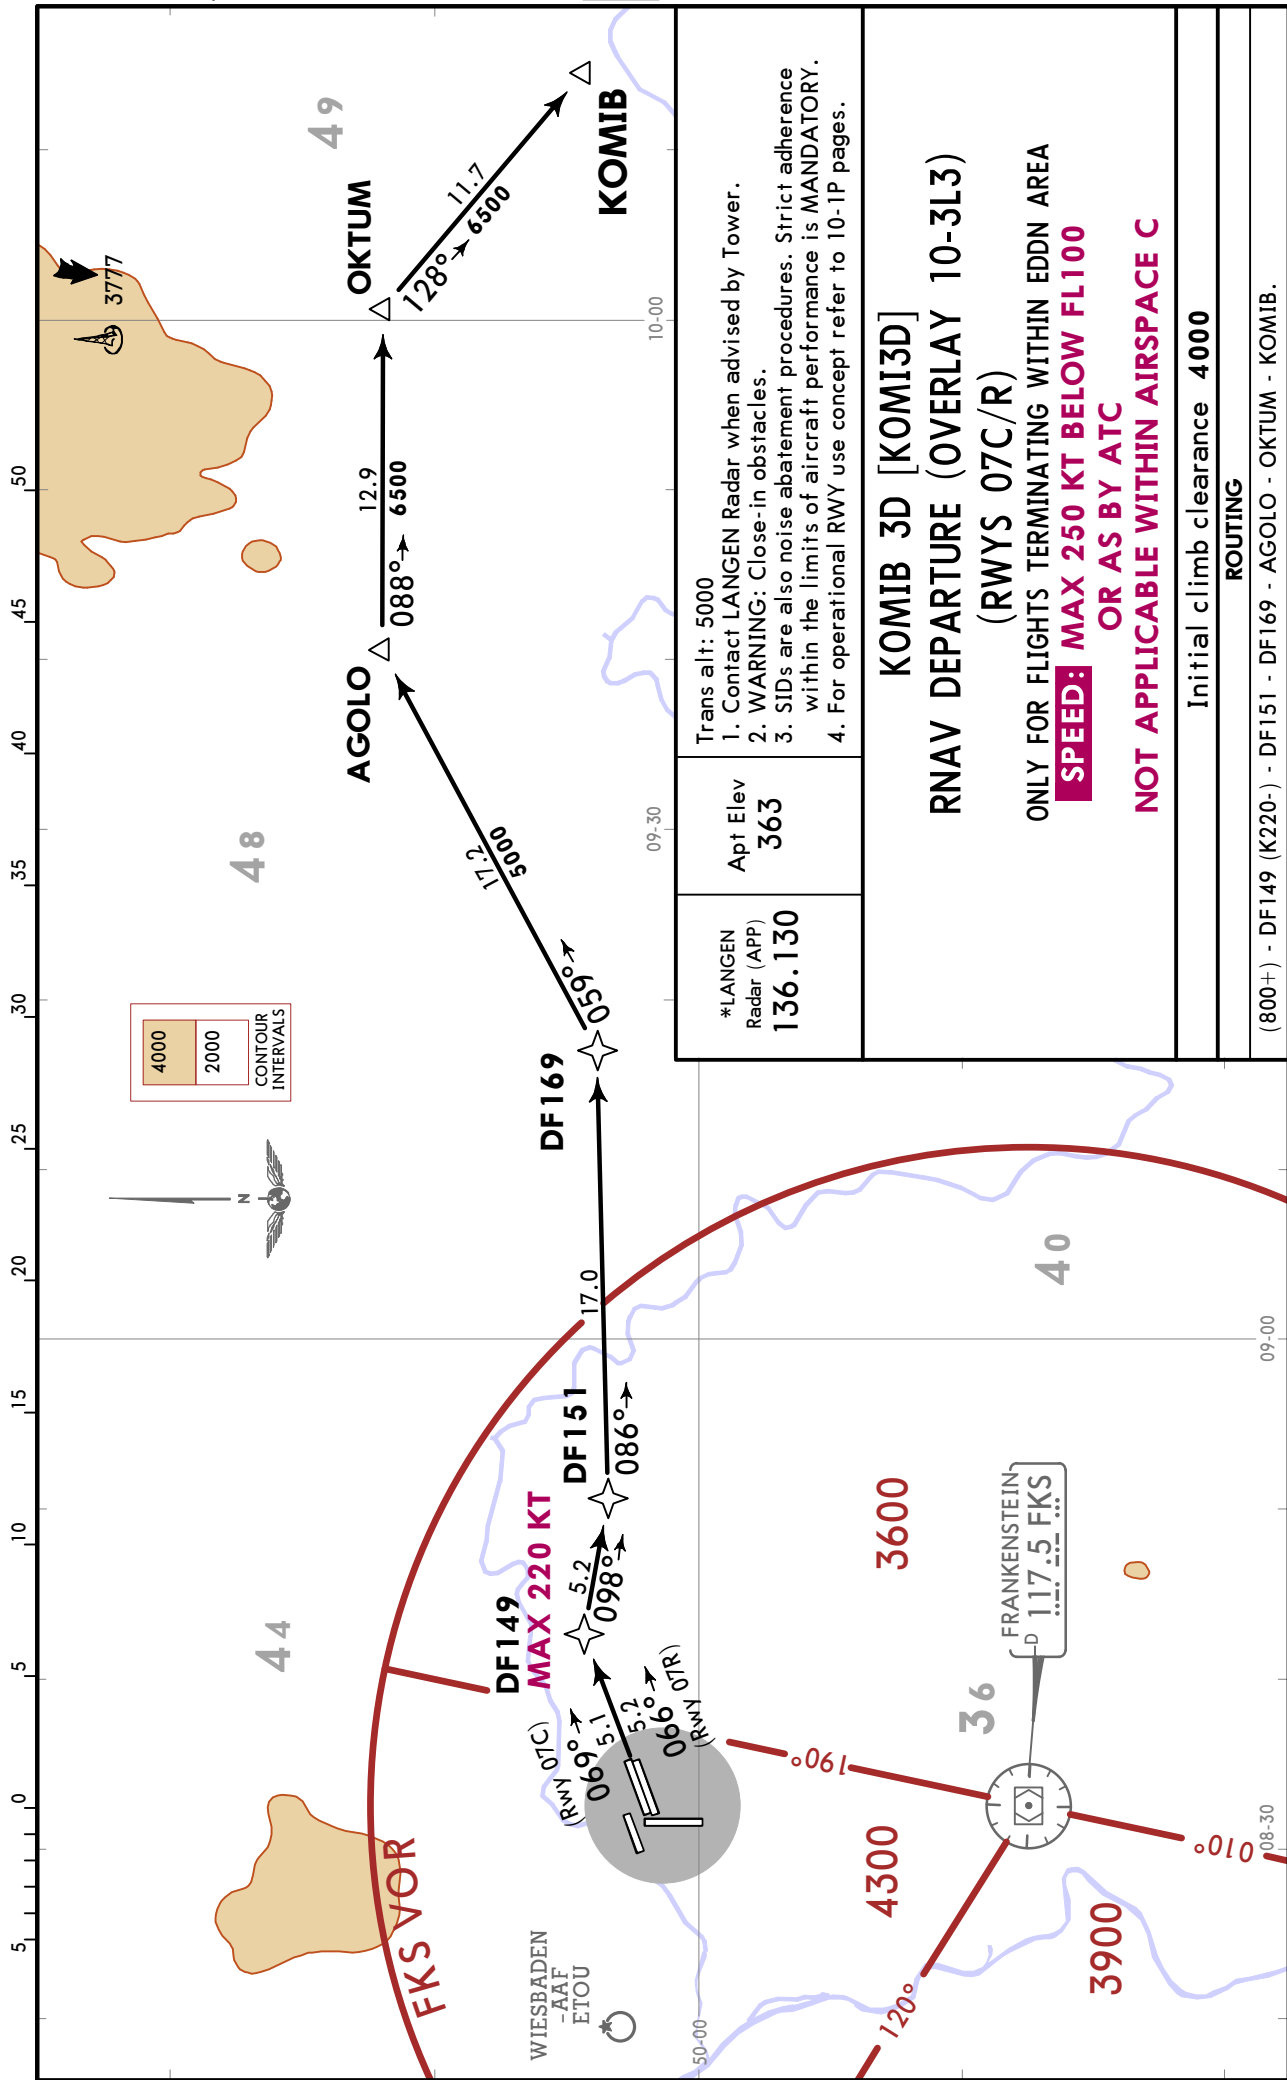 *LANGEN
Radar (APP)
136.130
Apt Elev
363
Trans alt: 5000
1. Contact LANGEN Radar when advised by Tower.
2. WARNING: Close-in obstacles.
3. SIDs are also noise abatement procedures. Strict adherence
within the limits of aircraft performance is MANDATORY.
4. For operational RWY use concept refer to 10-1P pages.
KOMIB 3D [KOMI3D]
RNAV DEPARTURE (OVERLAY 10-3L3)
(RWYS 07C/R)
ONLY FOR FLIGHTS TERMINATING WITHIN EDDN AREA
SPEED: MAX 250 KT BELOW FL100
OR AS BY ATC
NOT APPLICABLE WITHIN AIRSPACE C
Initial climb clearance 4000
ROUTING
(800+) - DF149 (K220-) - DF151 - DF169 - AGOLO - OKTUM - KOMIB.
5 0 5 10 15 20 25 30 35 40 45 50
4000
2000
CONTOUR
INTERVALS
N
3777
49
48
44
40
36
OKTUM
AGOLO
KOMIB
12.9
088°
6500
11.7
128°
6500
17.2
5000
059°
DF169
17.0
DF151
086°
DF149
MAX 220 KT
5.2
098°
(Rwy 07C)
069°
5.1
5.2
066°
(Rwy 07R)
FKS VOR
WIESBADEN
-AAF
ETOU
FRANKENSTEIN
D 117.5 FKS
190°
010°
120°
3600
4300
3900
50-00
08-30
09-00
09-30
10-00